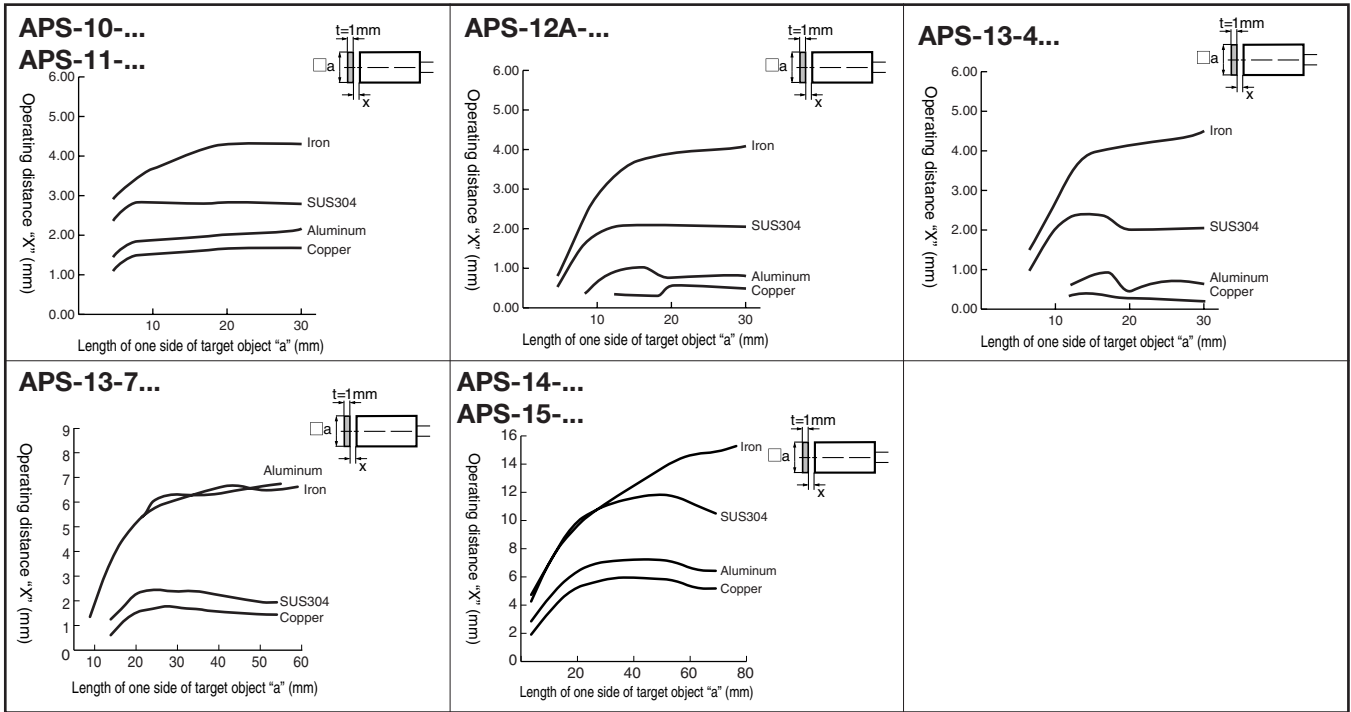 APS-10-...
APS-11-...
t=1mm
□a
x
Operating distance "X" (mm)
6.00
5.00
4.00
3.00
2.00
1.00
0.00
Iron
SUS304
Aluminum
Copper
10 20 30
Length of one side of target object "a" (mm)
APS-12A-...
t=1mm
□a
x
Operating distance "X" (mm)
6.00
5.00
4.00
3.00
2.00
1.00
0.00
Iron
SUS304
Aluminum
Copper
10 20 30
Length of one side of target object "a" (mm)
APS-13-4...
t=1mm
□a
x
Operating distance "X" (mm)
6.00
5.00
4.00
3.00
2.00
1.00
0.00
Iron
SUS304
Aluminum
Copper
10 20 30
Length of one side of target object "a" (mm)
APS-13-7...
t=1mm
□a
x
Operating distance "X" (mm)
9
8
7
6
5
4
3
2
1
0
Aluminum
Iron
SUS304
Copper
10 20 30 40 50 60
Length of one side of target object "a" (mm)
APS-14-...
APS-15-...
t=1mm
□a
x
Operating distance "X" (mm)
16
14
12
10
8
6
4
2
0
Iron
SUS304
Aluminum
Copper
20 40 60 80
Length of one side of target object "a" (mm)